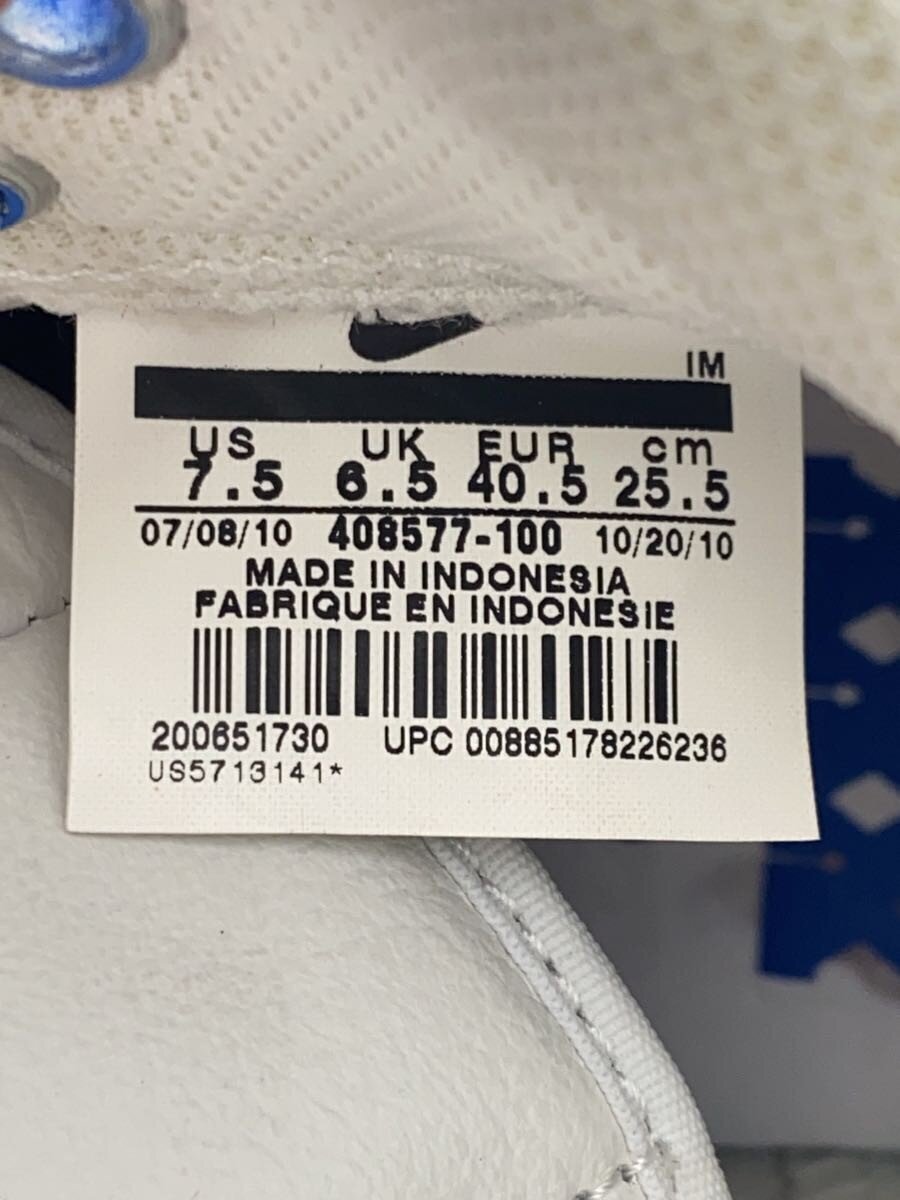 IM
US UK EUR cm
7.5 6.5 40.5 25.5
07/08/10 408577-100 10/20/10
MADE IN INDONESIA
FABRIQUE EN INDONESIE
200651730 UPC 00885178226236
US5713141*